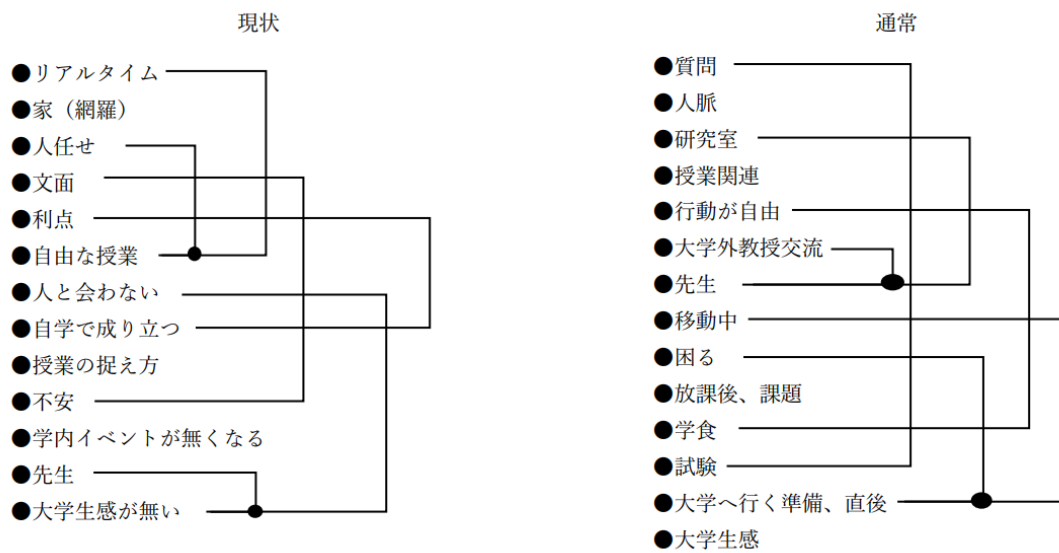 現状
●リアルタイム
●家（網羅）
●人任せ
●文面
●利点
●自由な授業
●人と会わない
●自学で成り立つ
●授業の捉え方
●不安
●学内イベントが無くなる
●先生
●大学生感が無い
通常
●質問
●人脈
●研究室
●授業関連
●行動が自由
●大学外教授交流
●先生
●移動中
●困る
●放課後、課題
●学食
●試験
●大学へ行く準備、直後
●大学生感